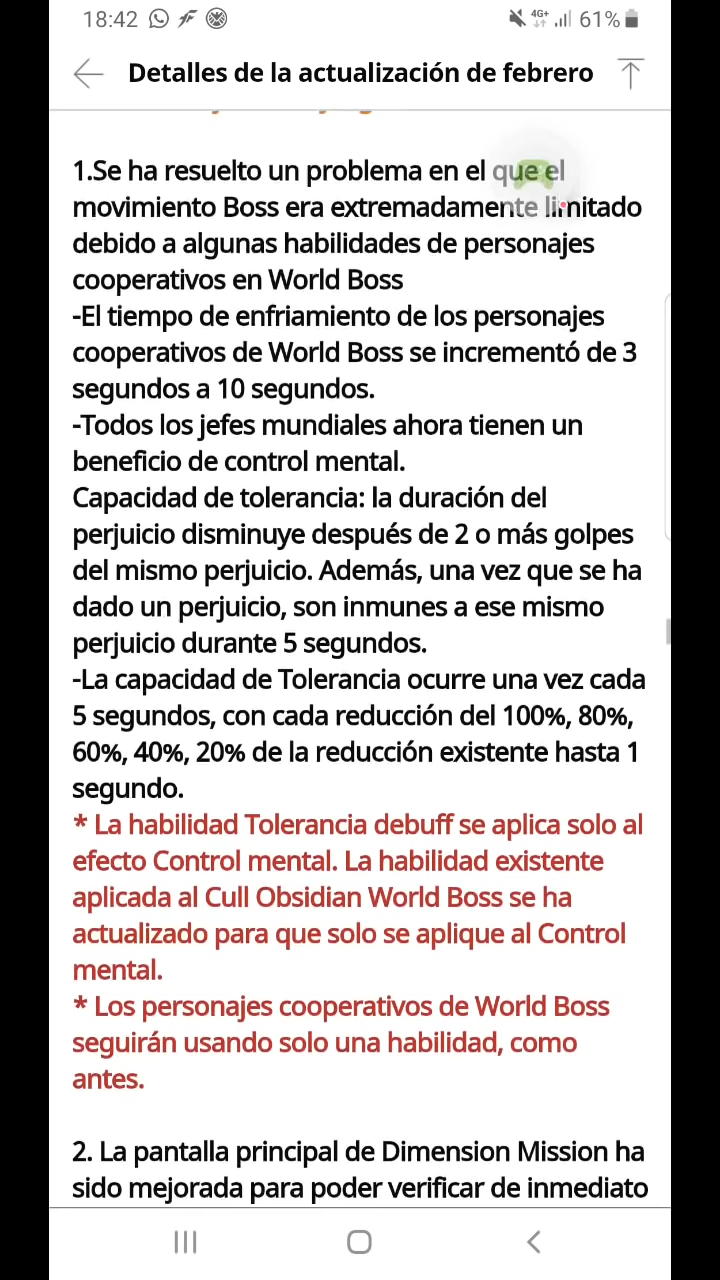 18:42 4G+ 61%
Detalles de la actualización de febrero
1.Se ha resuelto un problema en el que el
movimiento Boss era extremadamente limitado
debido a algunas habilidades de personajes
cooperativos en World Boss
-El tiempo de enfriamiento de los personajes
cooperativos de World Boss se incrementó de 3
segundos a 10 segundos.
-Todos los jefes mundiales ahora tienen un
beneficio de control mental.
Capacidad de tolerancia: la duración del
perjuicio disminuye después de 2 o más golpes
del mismo perjuicio. Además, una vez que se ha
dado un perjuicio, son inmunes a ese mismo
perjuicio durante 5 segundos.
-La capacidad de Tolerancia ocurre una vez cada
5 segundos, con cada reducción del 100%, 80%,
60%, 40%, 20% de la reducción existente hasta 1
segundo.
* La habilidad Tolerancia debuff se aplica solo al
efecto Control mental. La habilidad existente
aplicada al Cull Obsidian World Boss se ha
actualizado para que solo se aplique al Control
mental.
* Los personajes cooperativos de World Boss
seguirán usando solo una habilidad, como
antes.
2. La pantalla principal de Dimension Mission ha
sido mejorada para poder verificar de inmediato